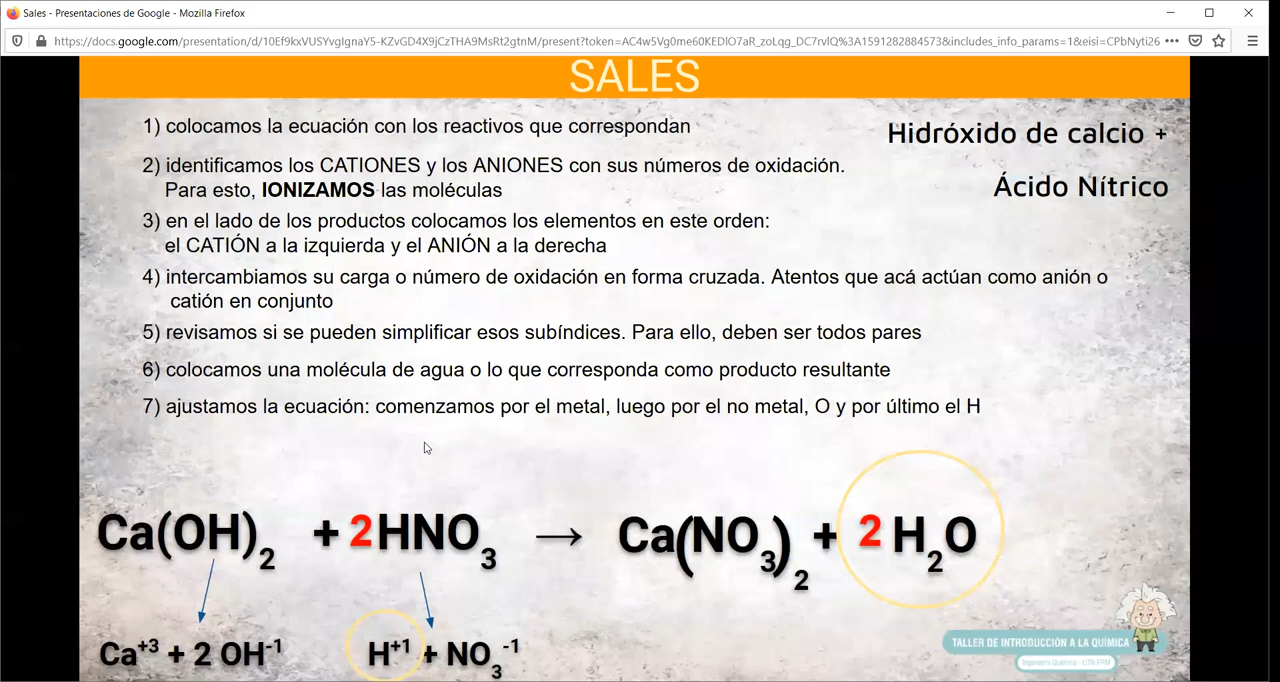 Sales - Presentaciones de Google - Mozilla Firefox
https://docs.google.com/presentation/d/10Ef9kxVUSYvgIgnaY5-KZvGD4X9jCzTHA9MsRt2gtnM/present?token=AC4w5Vg0me60KEDlO7aR_zoLqg_DC7rvlQ%3A1591282884573&includes_info_params=1&eisi=CPbNyti26
SALES
1) colocamos la ecuación con los reactivos que correspondan
Hidróxido de calcio +
Ácido Nítrico
2) identificamos los CATIONES y los ANIONES con sus números de oxidación.
Para esto, IONIZAMOS las moléculas
3) en el lado de los productos colocamos los elementos en este orden:
el CATIÓN a la izquierda y el ANIÓN a la derecha
4) intercambiamos su carga o número de oxidación en forma cruzada. Atentos que acá actúan como anión o
catión en conjunto
5) revisamos si se pueden simplificar esos subíndices. Para ello, deben ser todos pares
6) colocamos una molécula de agua o lo que corresponda como producto resultante
7) ajustamos la ecuación: comenzamos por el metal, luego por el no metal, O y por último el H
Ca(OH)₂ + 2HNO₃ → Ca(NO₃)₂ + 2 H₂O
Ca⁺³ + 2 OH⁻¹ H⁺¹ + NO₃⁻¹
TALLER DE INTRODUCCIÓN A LA QUÍMICA
Ingeniería Química - UTN FRM